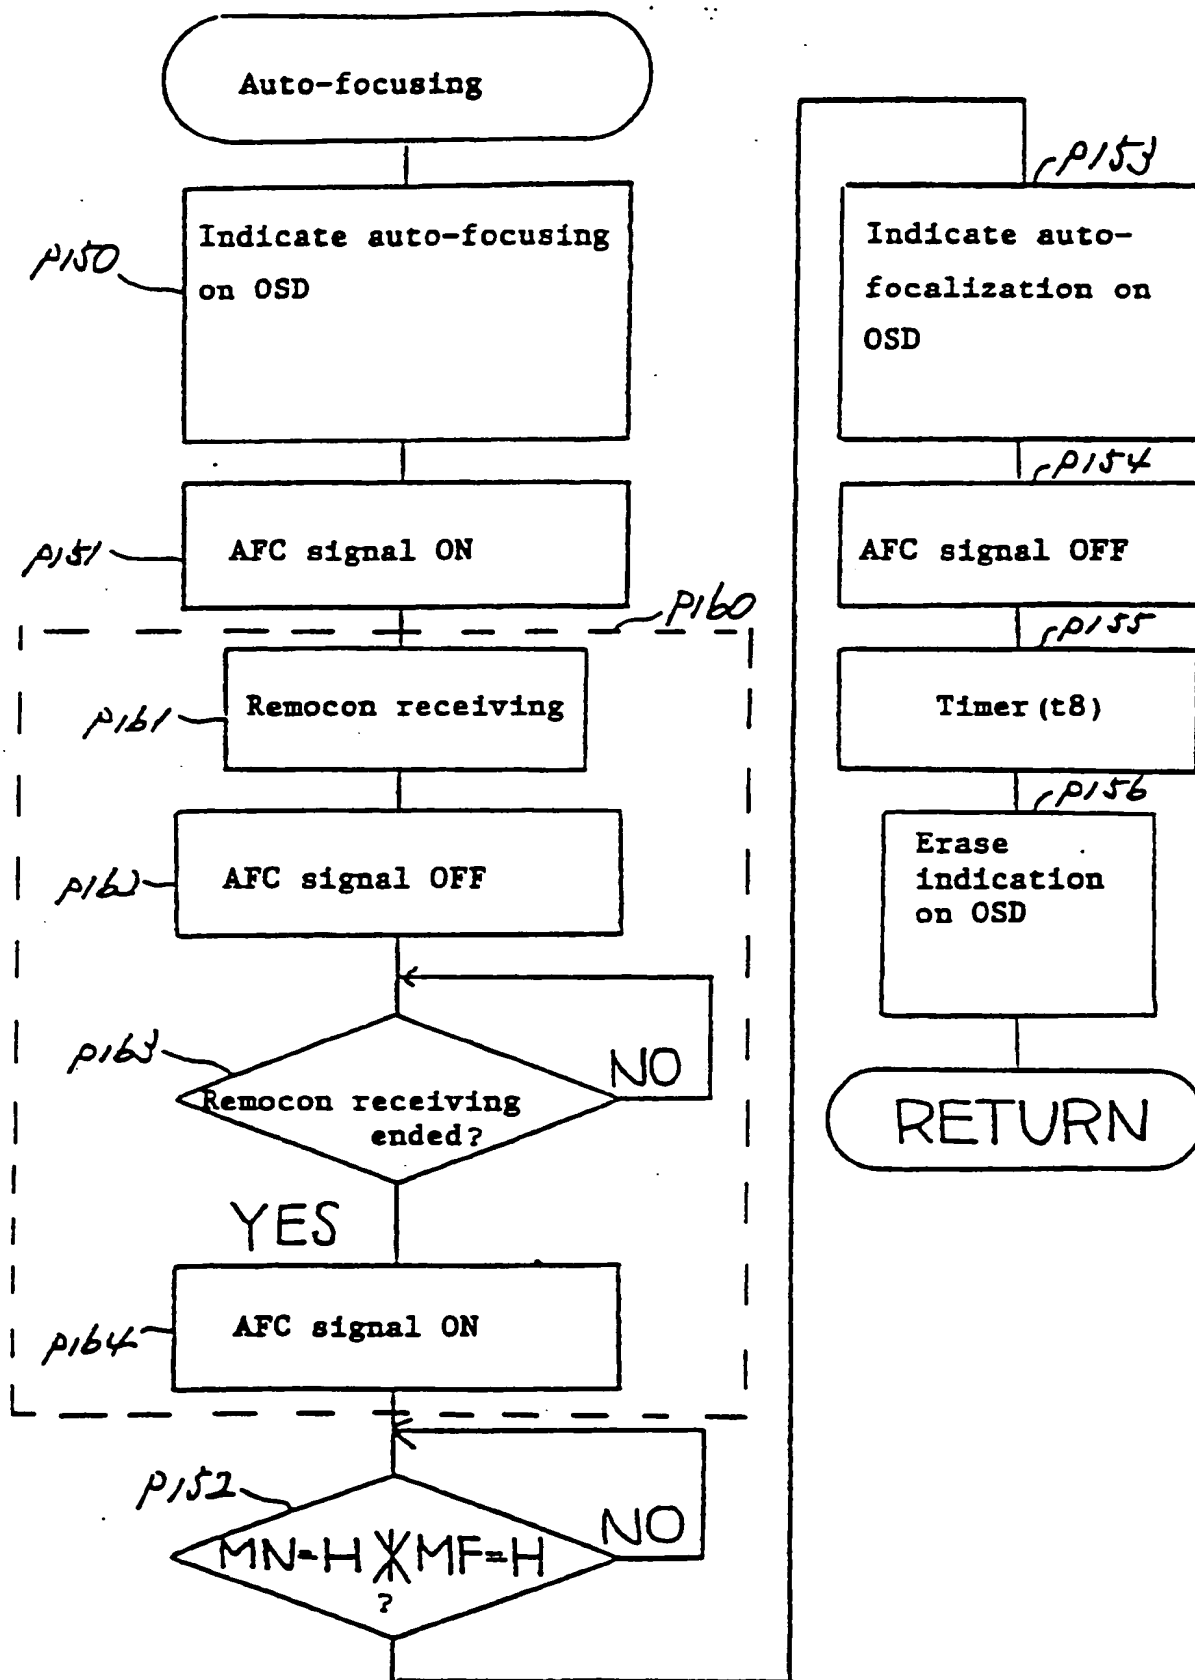 Auto-focusing
p150
Indicate auto-focusing
on OSD
p151
AFC signal ON
p160
p161
Remocon receiving
p162
AFC signal OFF
p163
Remocon receiving
ended?
NO
YES
p164
AFC signal ON
p152
MN=H MF=H
?
NO
p153
Indicate auto-
focalization on
OSD
p154
AFC signal OFF
p155
Timer(t8)
p156
Erase
indication
on OSD
RETURN